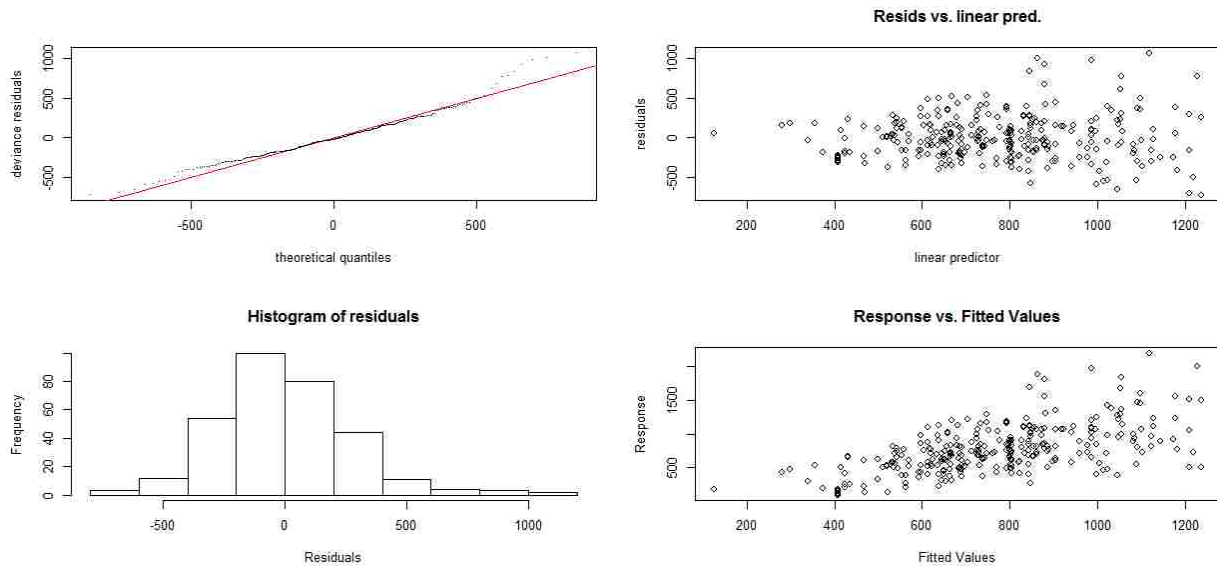 deviance residuals
-500 0 500 1000
-500 0 500
theoretical quantiles
Resids vs. linear pred.
residuals
-500 0 500 1000
200 400 600 800 1000 1200
linear predictor
Histogram of residuals
Frequency
0 20 40 60 80
-500 0 500 1000
Residuals
Response vs. Fitted Values
Response
500 1500
200 400 600 800 1000 1200
Fitted Values